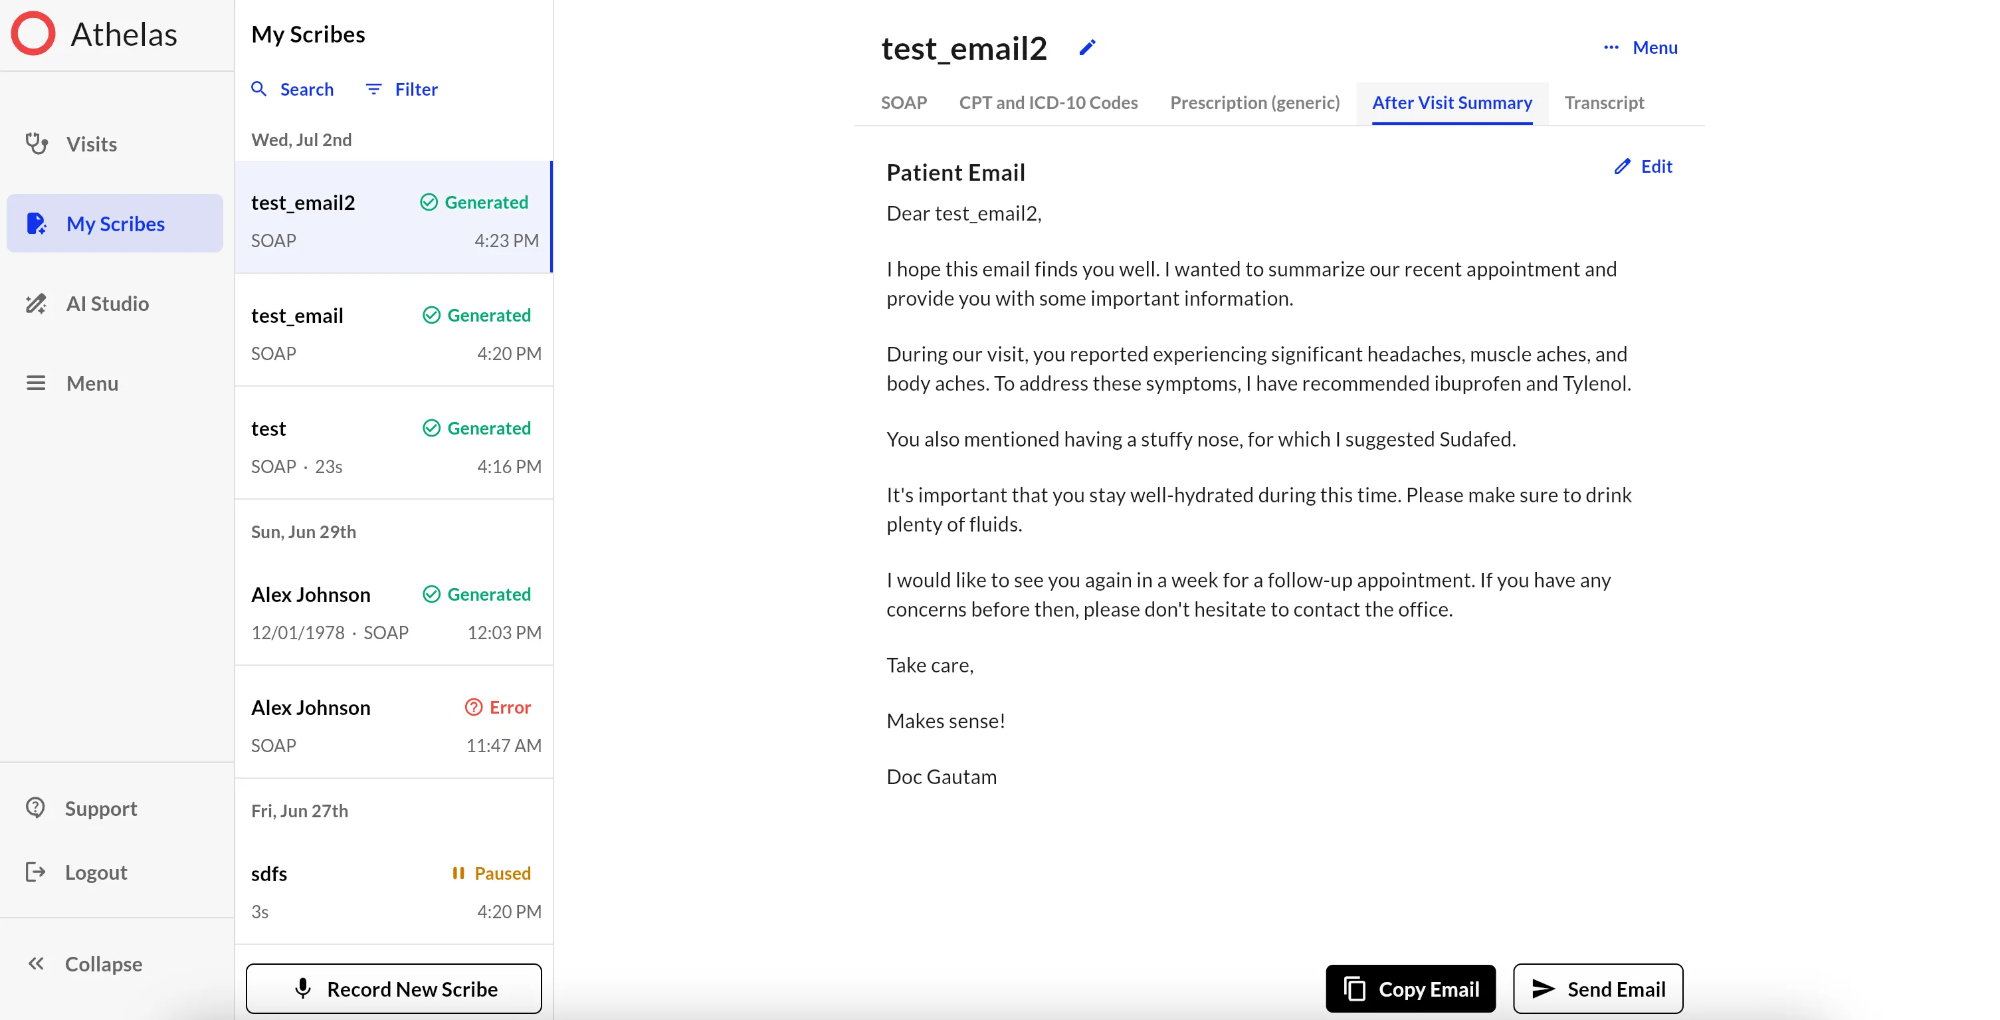 Athelas
Visits
My Scribes
AI Studio
Menu
Support
Logout
Collapse
My Scribes
Search
Filter
Wed, Jul 2nd
test_email2 Generated
SOAP 4:23 PM
test_email Generated
SOAP 4:20 PM
test Generated
SOAP · 23s 4:16 PM
Sun, Jun 29th
Alex Johnson Generated
12/01/1978 · SOAP 12:03 PM
Alex Johnson Error
SOAP 11:47 AM
Fri, Jun 27th
sdfs Paused
3s 4:20 PM
Record New Scribe
test_email2
Menu
SOAP CPT and ICD-10 Codes Prescription (generic) After Visit Summary Transcript
Patient Email
Edit
Dear test_email2,
I hope this email finds you well. I wanted to summarize our recent appointment and
provide you with some important information.
During our visit, you reported experiencing significant headaches, muscle aches, and
body aches. To address these symptoms, I have recommended ibuprofen and Tylenol.
You also mentioned having a stuffy nose, for which I suggested Sudafed.
It's important that you stay well-hydrated during this time. Please make sure to drink
plenty of fluids.
I would like to see you again in a week for a follow-up appointment. If you have any
concerns before then, please don't hesitate to contact the office.
Take care,
Makes sense!
Doc Gautam
Copy Email
Send Email